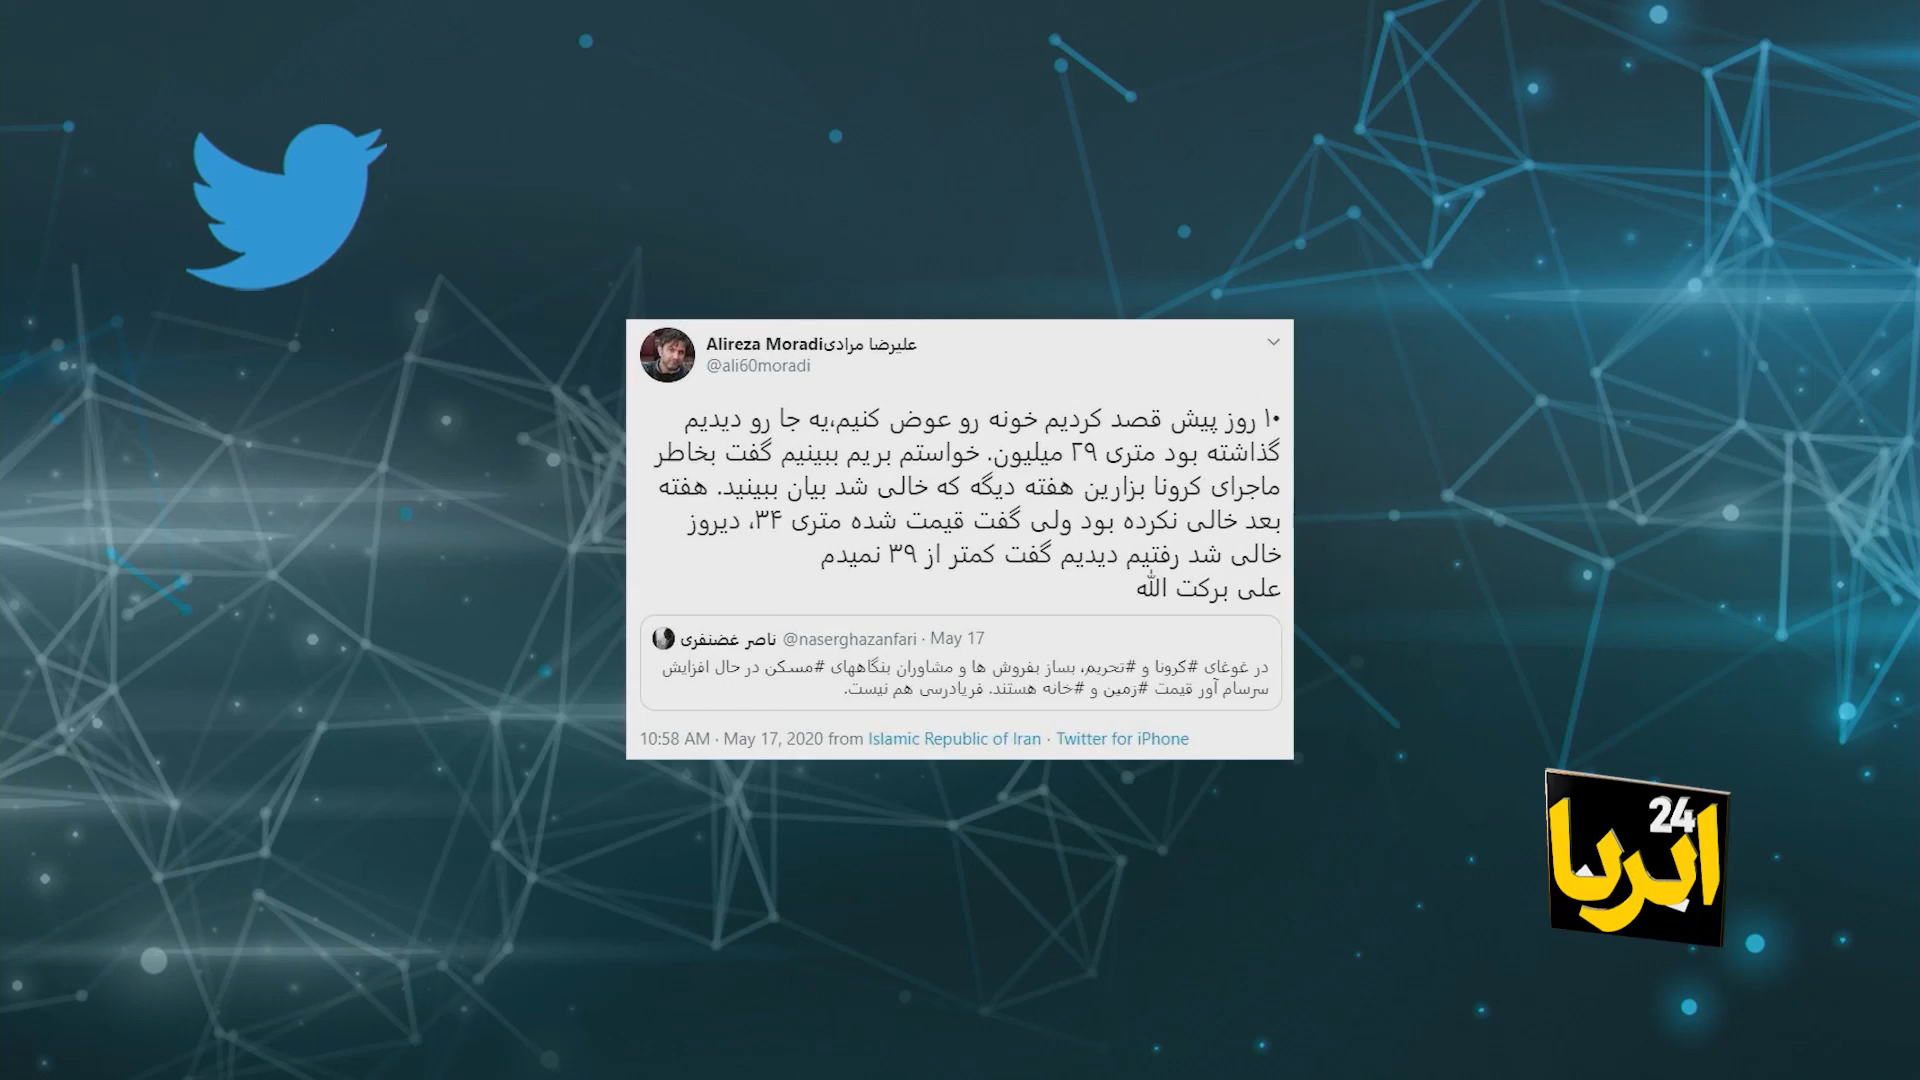 Alireza Moradiعلیرضا مرادی
@ali60moradi
۱۰ روز پیش قصد کردیم خونه رو عوض کنیم،یه جا رو دیدیم
گذاشته بود متری ۲۹ میلیون. خواستم بریم ببینیم گفت بخاطر
ماجرای کرونا بزارین هفته دیگه که خالی شد بیان ببینید. هفته
بعد خالی نکرده بود ولی گفت قیمت شده متری ۳۴، دیروز
خالی شد رفتیم دیدیم گفت کمتر از ۳۹ نمیدم
علی برکت الله
ناصر غضنفری @naserghazanfari · May 17
در غوغای #کرونا و #تحریم، بساز بفروش ها و مشاوران بنگاههای #مسکن در حال افزایش
سرسام آور قیمت #زمین و #خانه هستند. فریادرسی هم نیست.
10:58 AM · May 17, 2020 from Islamic Republic of Iran · Twitter for iPhone
24